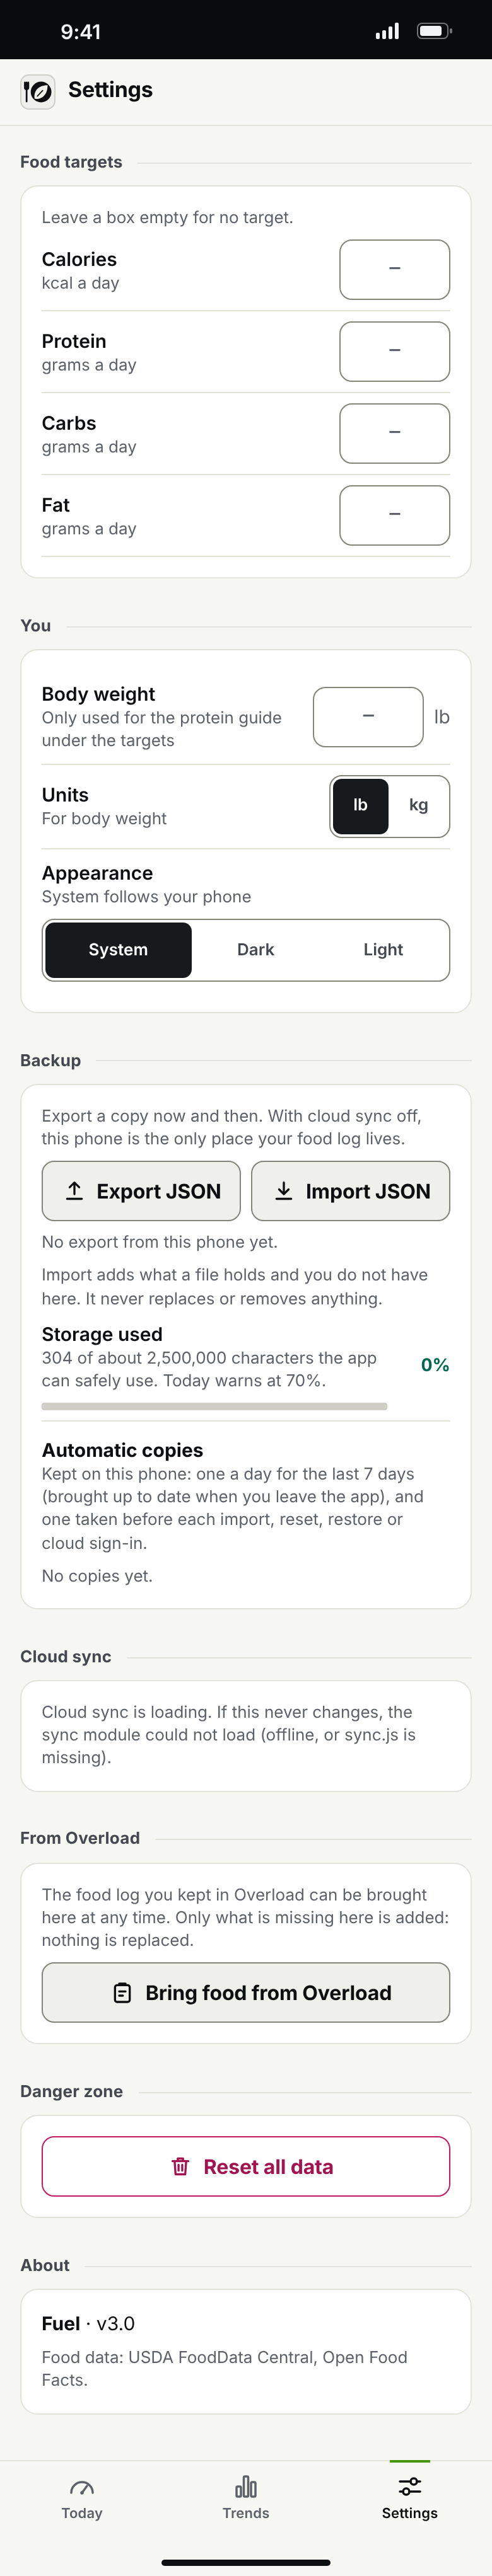 9:41
Settings
Food targets
Leave a box empty for no target.
Calories
kcal a day
–
Protein
grams a day
–
Carbs
grams a day
–
Fat
grams a day
–
You
Body weight
Only used for the protein guide
under the targets
– lb
Units
For body weight
lb kg
Appearance
System follows your phone
System Dark Light
Backup
Export a copy now and then. With cloud sync off,
this phone is the only place your food log lives.
Export JSON Import JSON
No export from this phone yet.
Import adds what a file holds and you do not have
here. It never replaces or removes anything.
Storage used
304 of about 2,500,000 characters the app
can safely use. Today warns at 70%.
0%
Automatic copies
Kept on this phone: one a day for the last 7 days
(brought up to date when you leave the app), and
one taken before each import, reset, restore or
cloud sign-in.
No copies yet.
Cloud sync
Cloud sync is loading. If this never changes, the
sync module could not load (offline, or sync.js is
missing).
From Overload
The food log you kept in Overload can be brought
here at any time. Only what is missing here is added:
nothing is replaced.
Bring food from Overload
Danger zone
Reset all data
About
Fuel · v3.0
Food data: USDA FoodData Central, Open Food
Facts.
Today Trends Settings